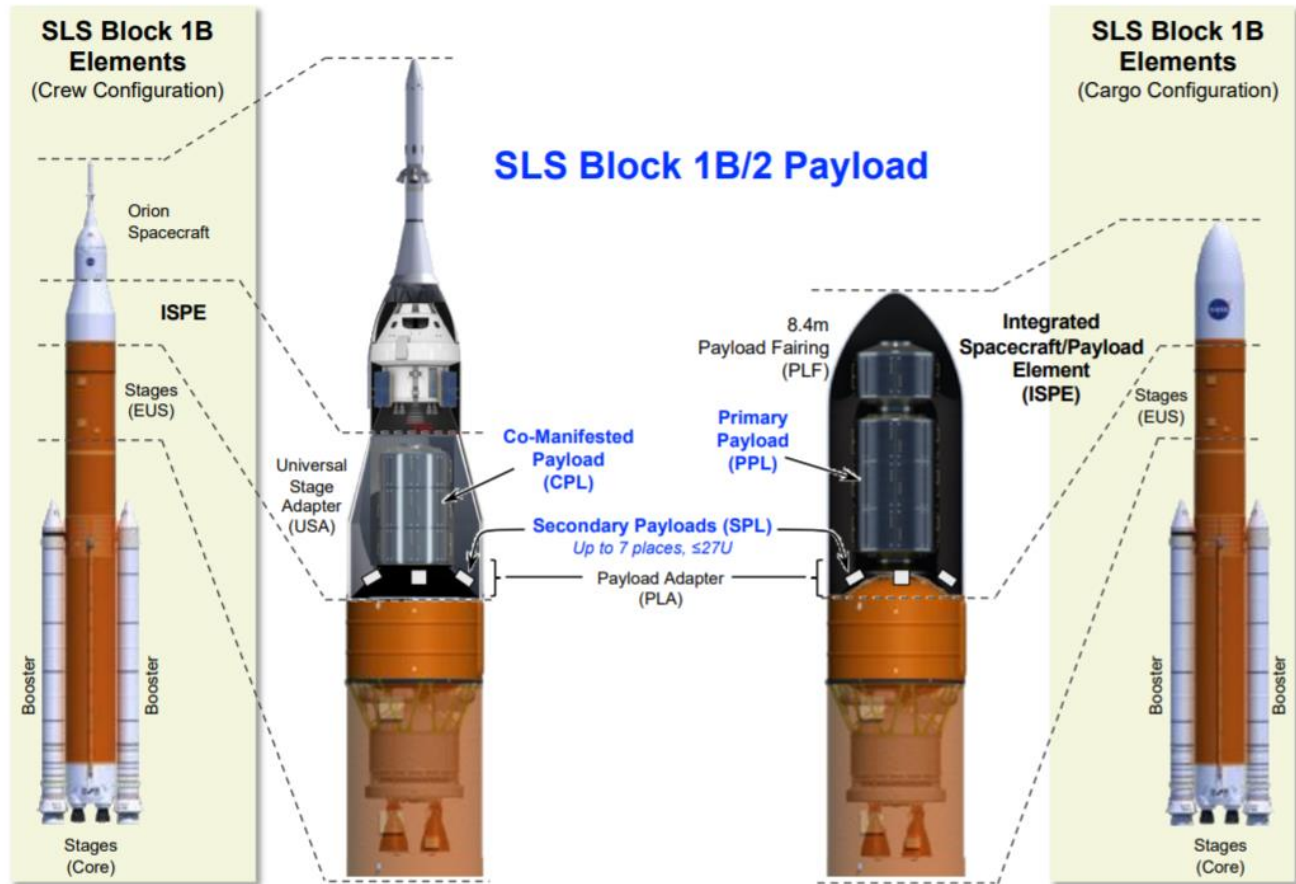 SLS Block 1B
Elements
(Crew Configuration)
Orion
Spacecraft
ISPE
Stages
(EUS)
Booster
Booster
Stages
(Core)
SLS Block 1B/2 Payload
Universal
Stage
Adapter
(USA)
Co-Manifested
Payload
(CPL)
Secondary Payloads (SPL)
Up to 7 places, ≤27U
Payload Adapter
(PLA)
8.4m
Payload Fairing
(PLF)
Primary
Payload
(PPL)
Integrated
Spacecraft/Payload
Element
(ISPE)
SLS Block 1B
Elements
(Cargo Configuration)
NASA
Stages
(EUS)
Booster
Booster
Stages
(Core)